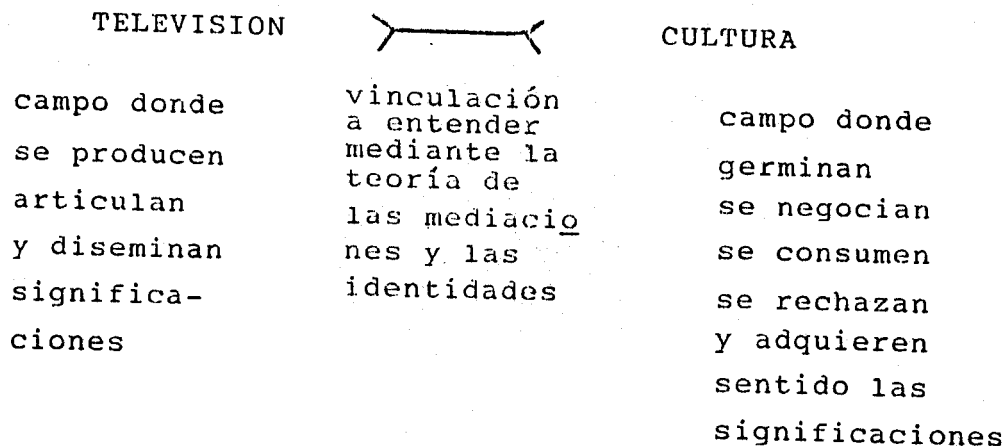 TELEVISION
campo donde
se producen
articulan
y diseminan
significa-
ciones
vinculación
a entender
mediante la
teoría de
las mediacio
nes y las
identidades
CULTURA
campo donde
germinan
se negocian
se consumen
se rechazan
y adquieren
sentido las
significaciones